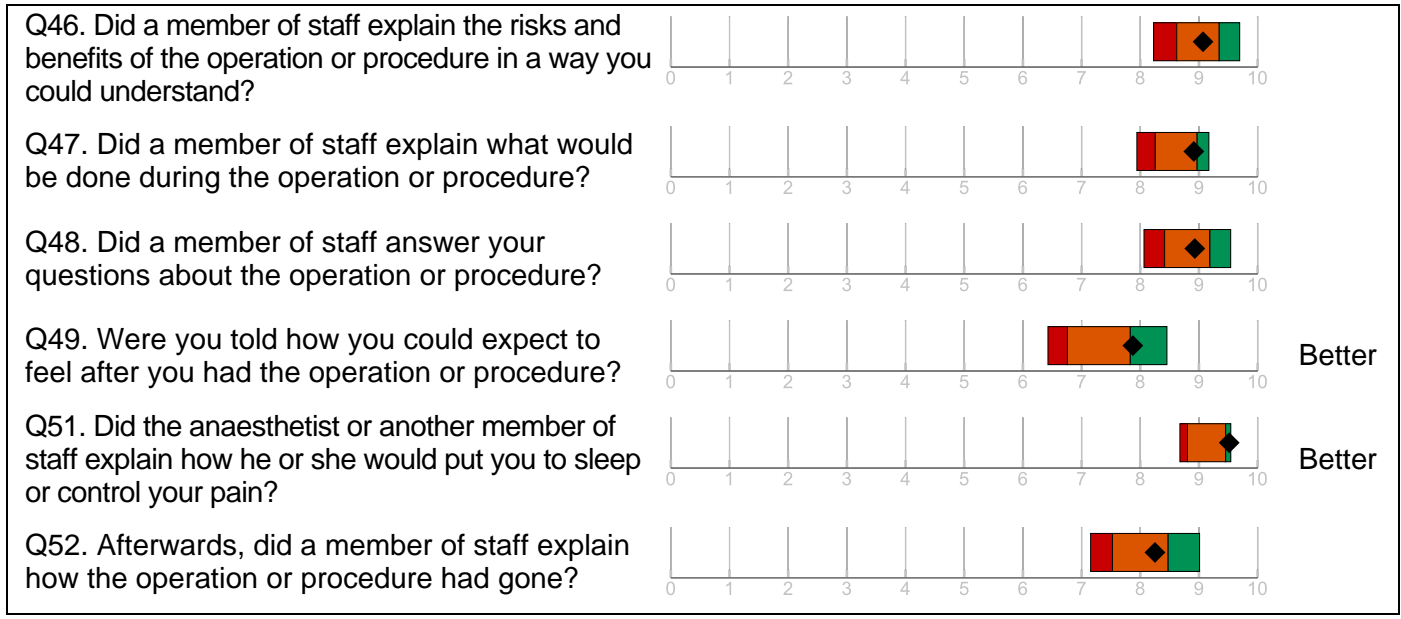 Q46. Did a member of staff explain the risks and
benefits of the operation or procedure in a way you
could understand?
0 1 2 3 4 5 6 7 8 9 10
Q47. Did a member of staff explain what would
be done during the operation or procedure?
0 1 2 3 4 5 6 7 8 9 10
Q48. Did a member of staff answer your
questions about the operation or procedure?
0 1 2 3 4 5 6 7 8 9 10
Q49. Were you told how you could expect to
feel after you had the operation or procedure?
0 1 2 3 4 5 6 7 8 9 10
Better
Q51. Did the anaesthetist or another member of
staff explain how he or she would put you to sleep
or control your pain?
0 1 2 3 4 5 6 7 8 9 10
Better
Q52. Afterwards, did a member of staff explain
how the operation or procedure had gone?
0 1 2 3 4 5 6 7 8 9 10